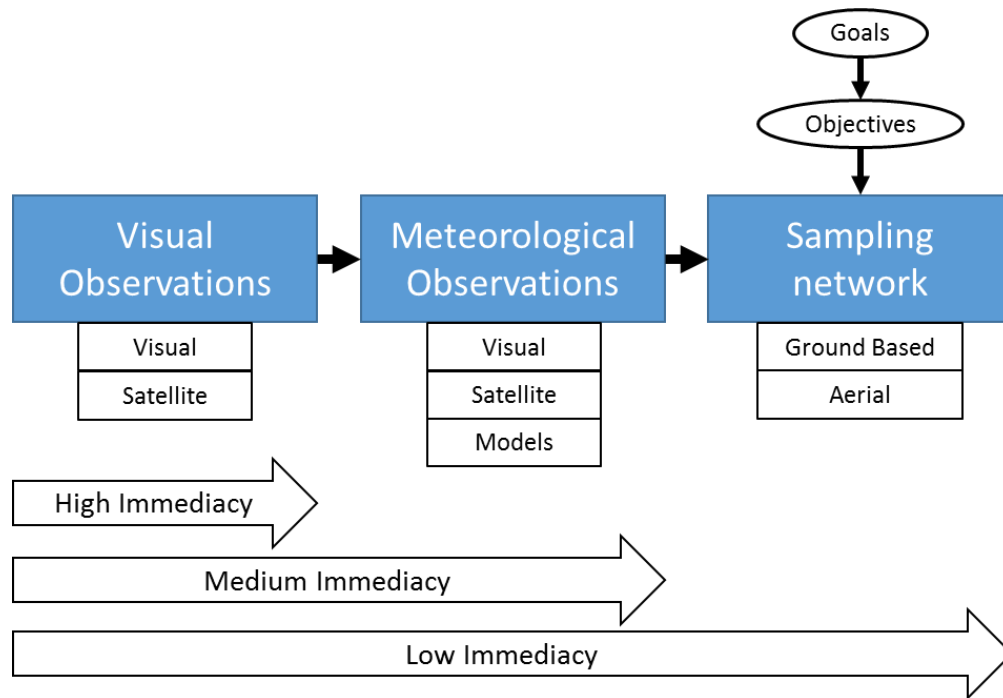 Goals
Objectives
Visual
Observations
Meteorological
Observations
Sampling
network
Visual
Satellite
Visual
Satellite
Models
Ground Based
Aerial
High Immediacy
Medium Immediacy
Low Immediacy